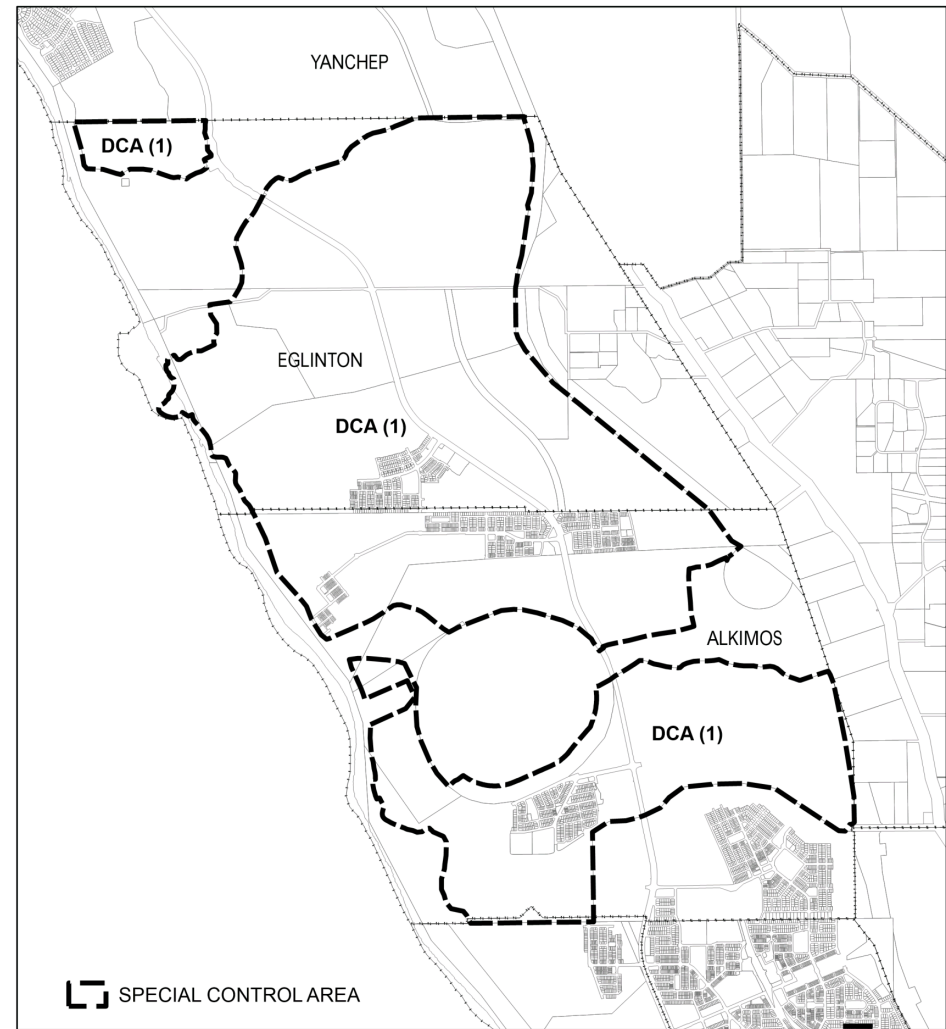 YANCHEP
DCA (1)
EGLINTON
DCA (1)
ALKIMOS
DCA (1)
SPECIAL CONTROL AREA